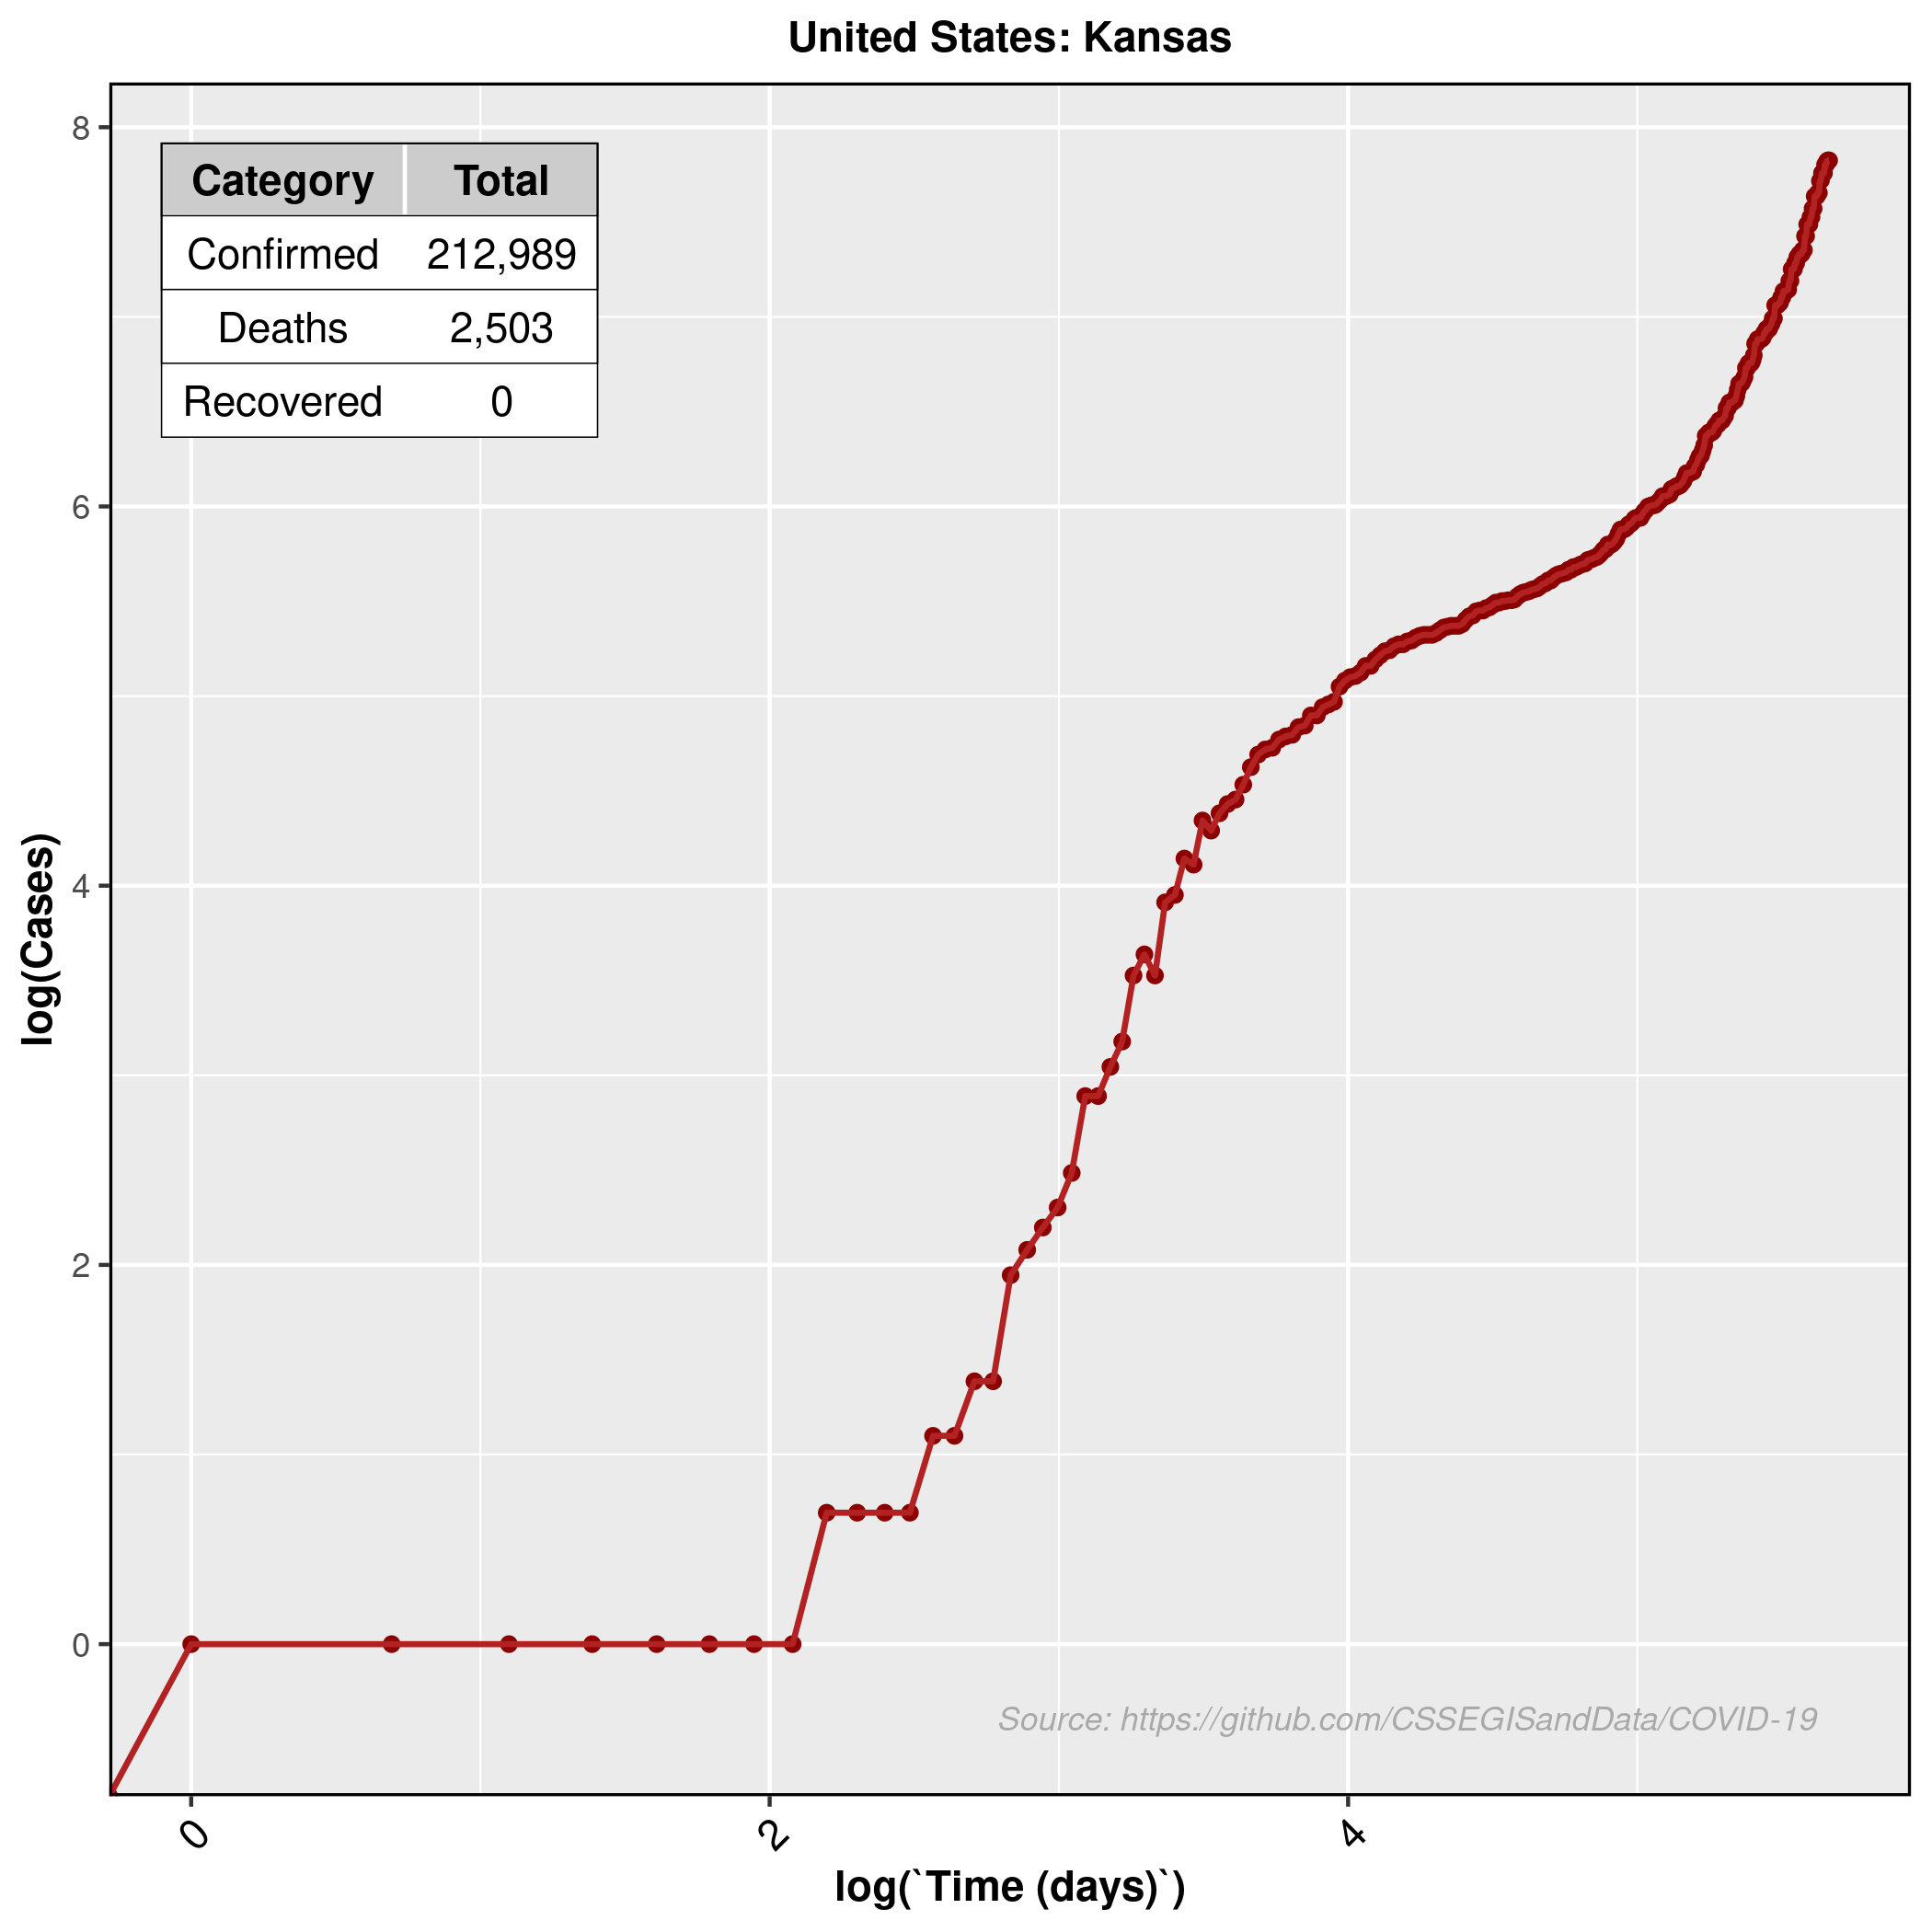 United States: Kansas
8
6
4
2
0
log(Cases)
Category Total
Confirmed 212,989
Deaths 2,503
Recovered 0
Source: https://github.com/CSSEGISandData/COVID-19
0 2 4
log(`Time (days)`)